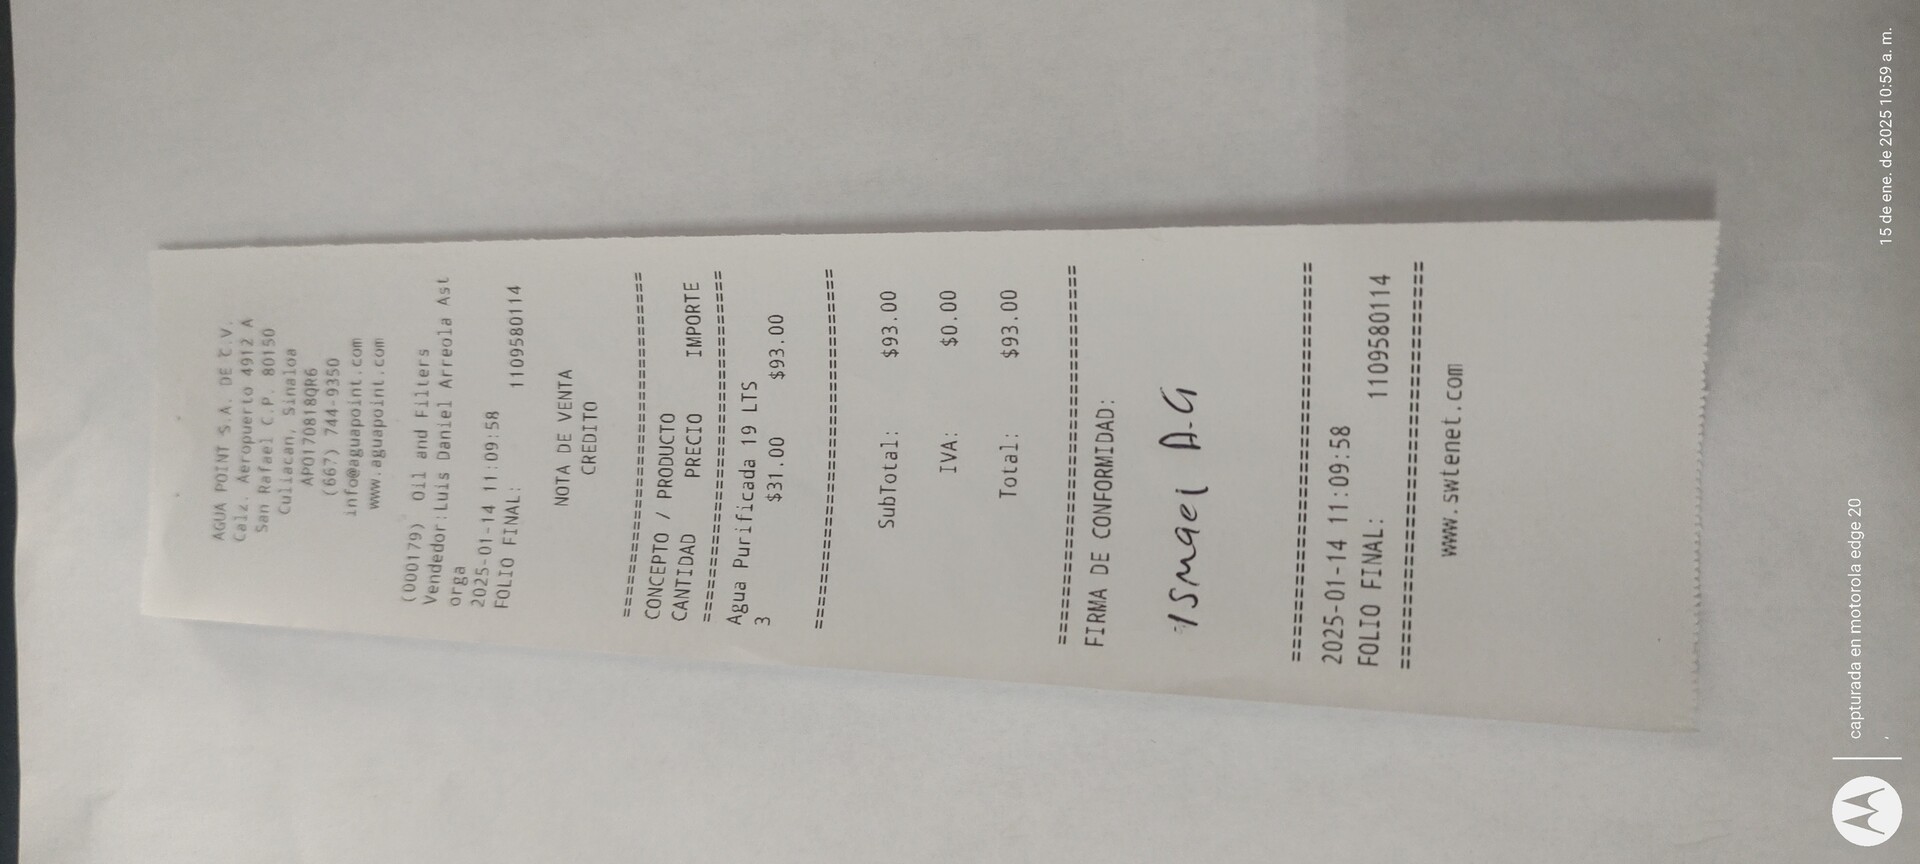 AGUA POINT S.A. DE C.V.
Calz. Aeropuerto 4912 A
San Rafael C.P. 80150
Culiacan, Sinaloa
APO170818QR6
(667) 744-9350
info@aguapoint.com
www.aguapoint.com
(000179) Oil and Filters
Vendedor:Luis Daniel Arreola Ast
orga
2025-01-14 11:09:58
FOLIO FINAL: 1109580114
NOTA DE VENTA
CREDITO
================================
CONCEPTO / PRODUCTO
CANTIDAD PRECIO IMPORTE
================================
Agua Purificada 19 LTS
3 $31.00 $93.00
================================
SubTotal: $93.00
IVA: $0.00
Total: $93.00
================================
FIRMA DE CONFORMIDAD:
Ismael A-G
================================
2025-01-14 11:09:58
FOLIO FINAL: 1109580114
================================
www.swtenet.com
capturada en motorola edge 20
15 de ene. de 2025 10:59 a. m.